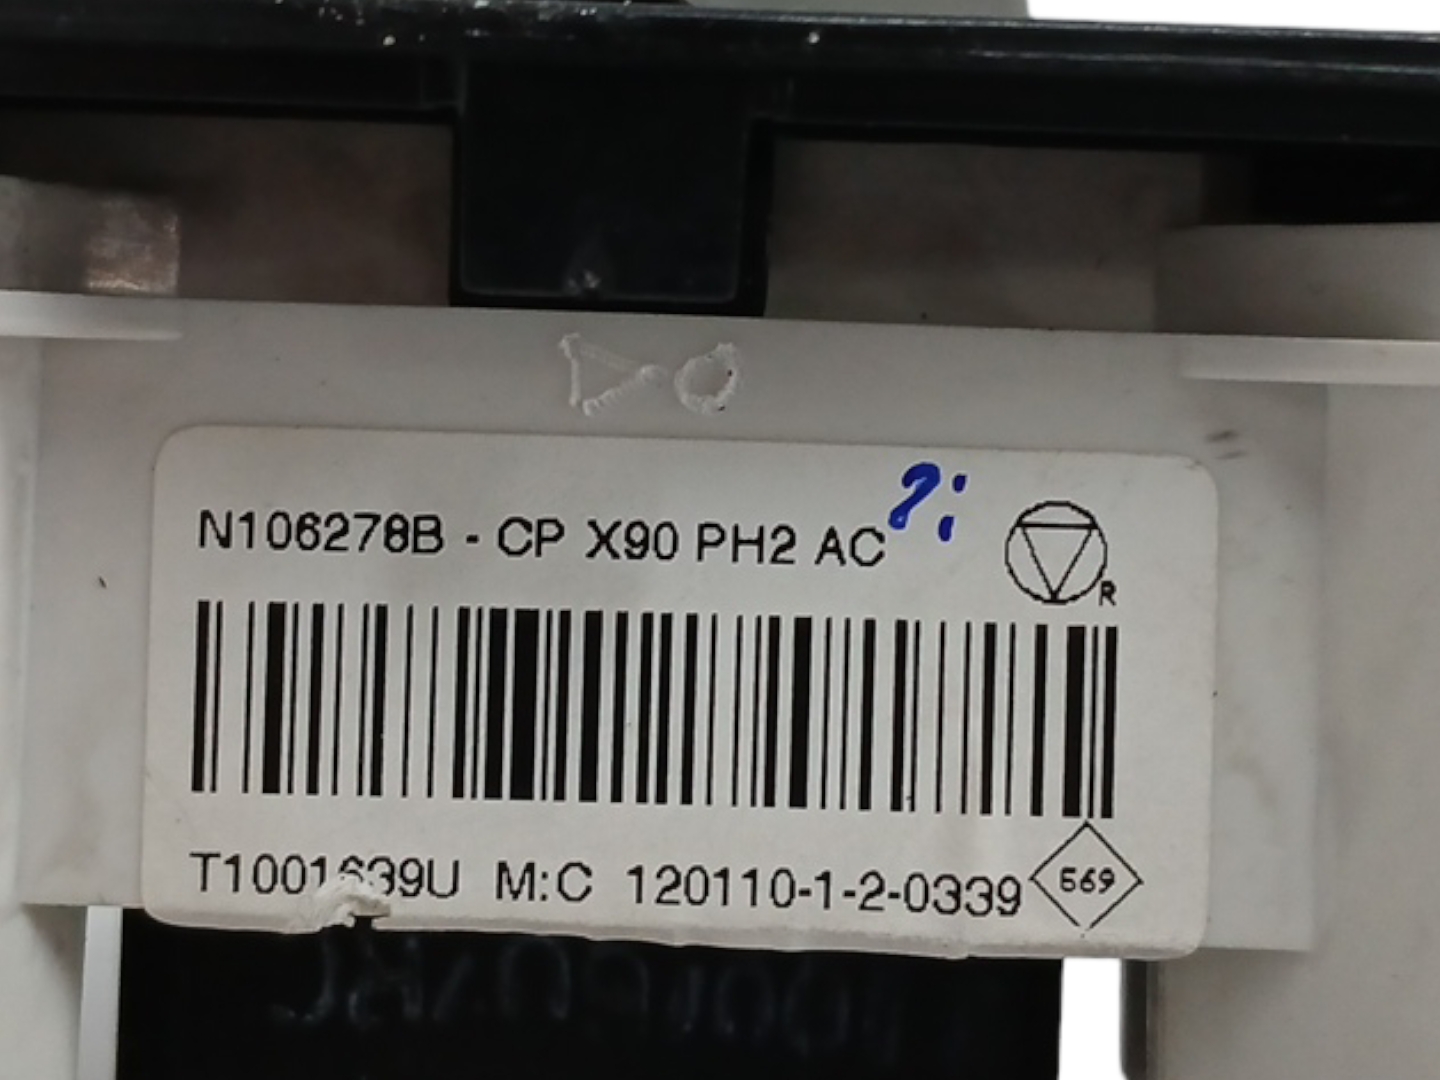 N106278B - CP X90 PH2 AC
R
M:C 120110-1-2-0339
569